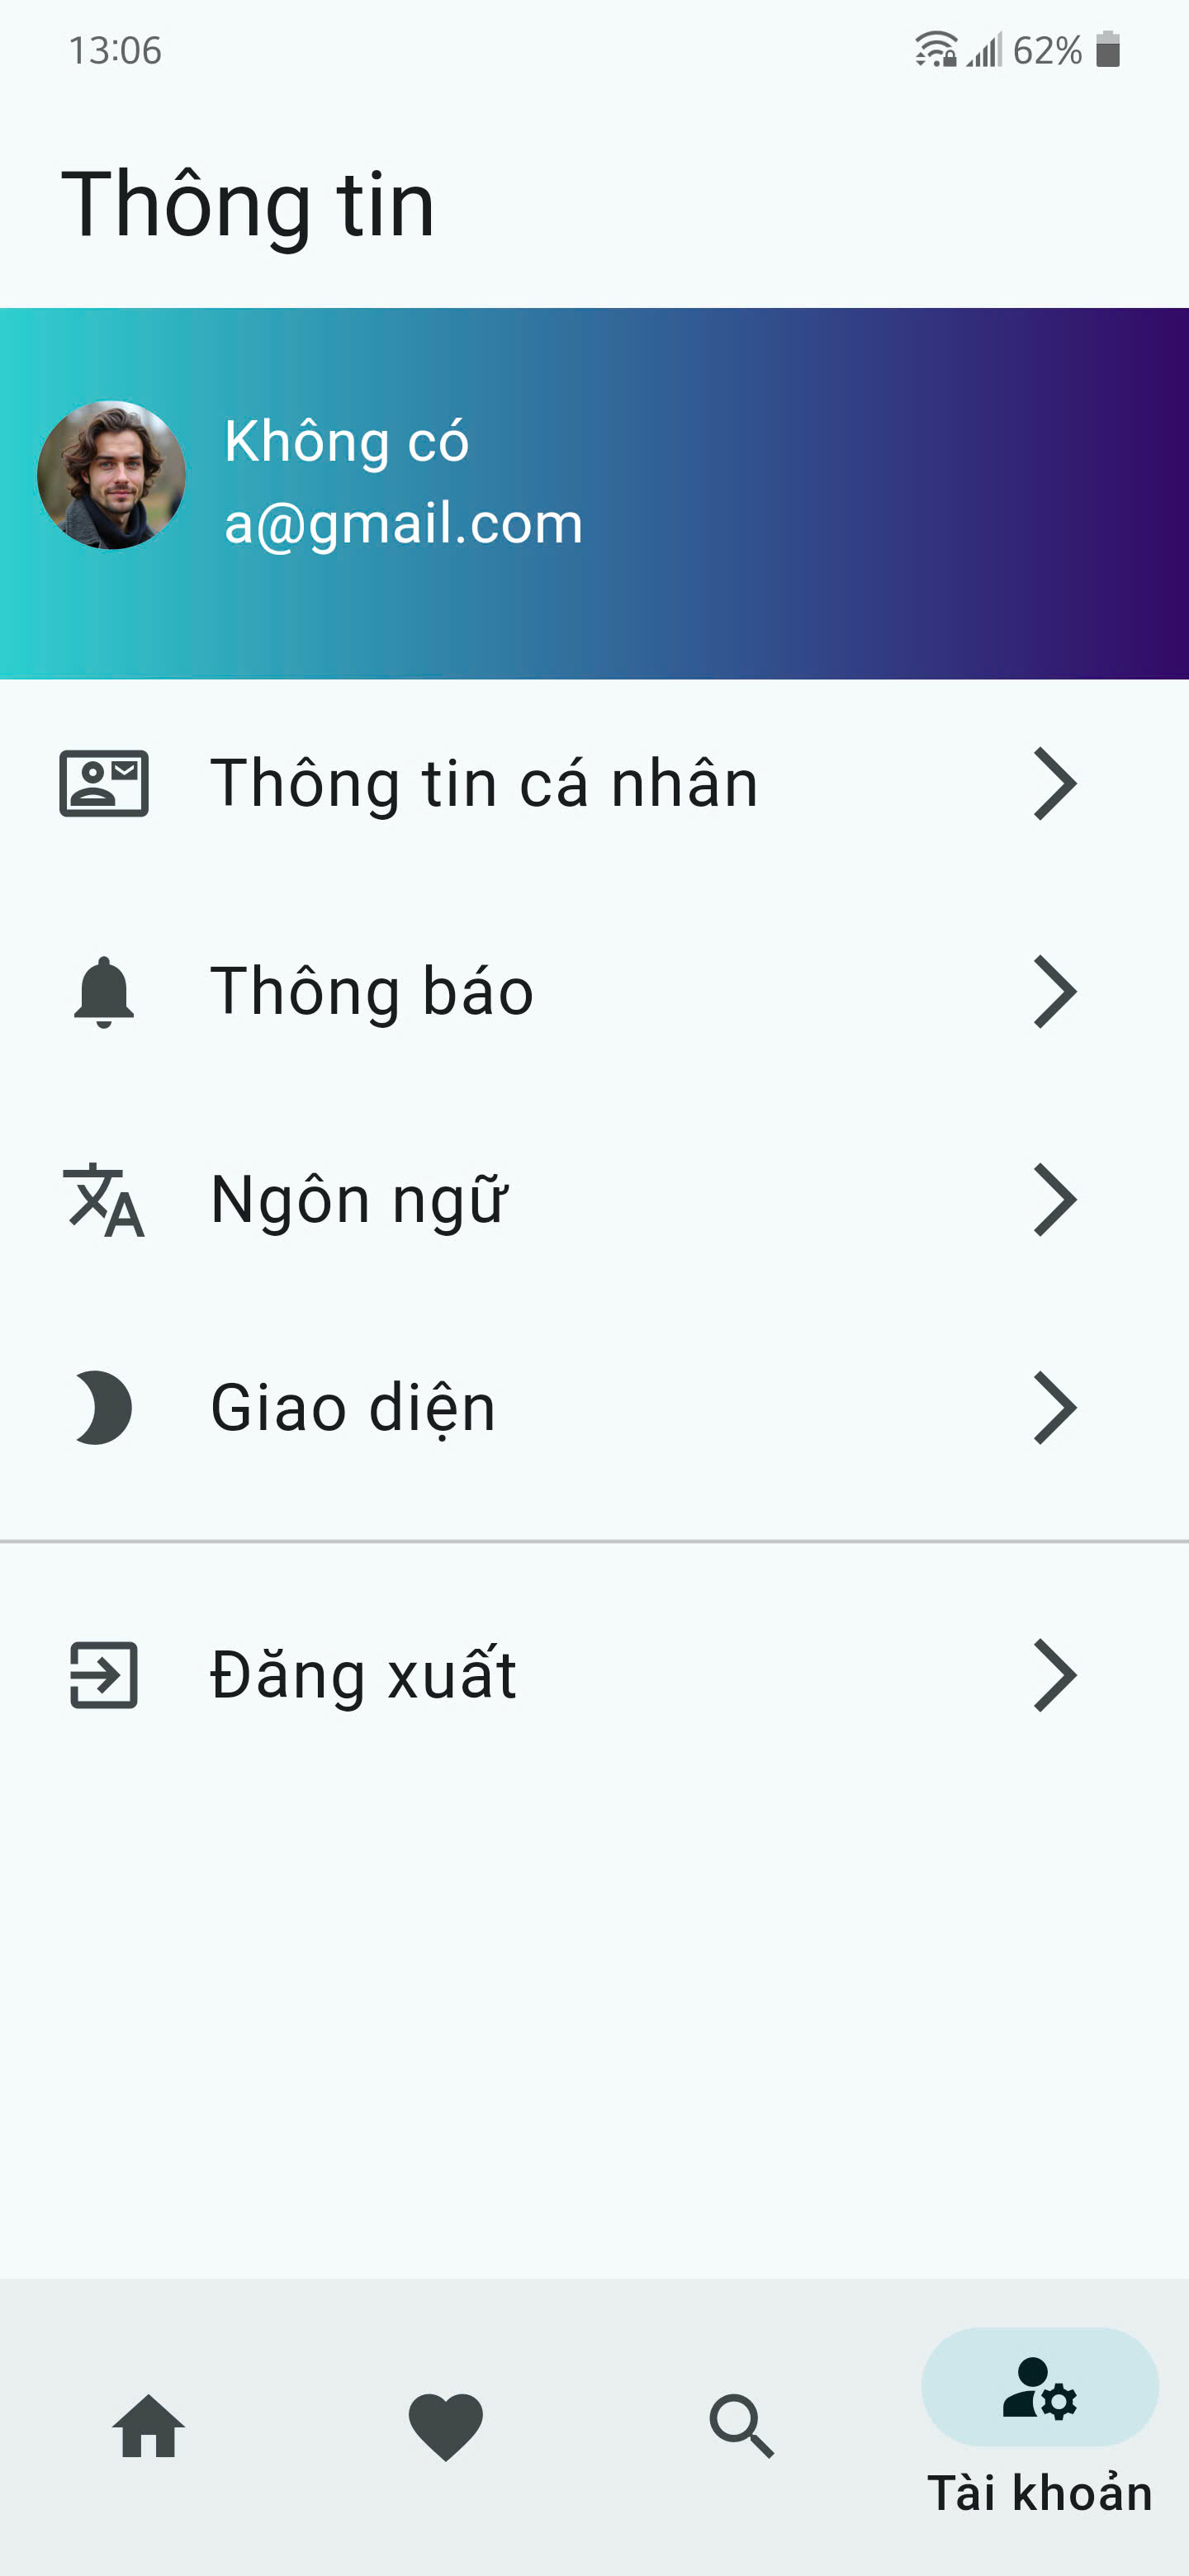 13:06
62%
Thông tin
Không có
a@gmail.com
Thông tin cá nhân
Thông báo
Ngôn ngữ
Giao diện
Đăng xuất
Tài khoản